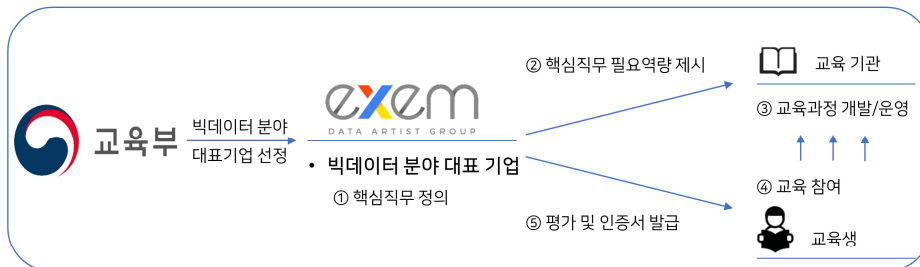 교육부
빅데이터 분야
대표기업 선정
exem
DATA ARTIST GROUP
• 빅데이터 분야 대표 기업
① 핵심직무 정의
② 핵심직무 필요역량 제시
⑤ 평가 및 인증서 발급
교육 기관
③ 교육과정 개발/운영
④ 교육 참여
교육생